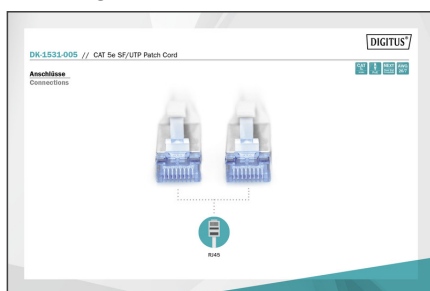 DIGITUS®
DK-1531-005 // CAT 5e SF/UTP Patch Cord
Anschlüsse
Connections
RJ45